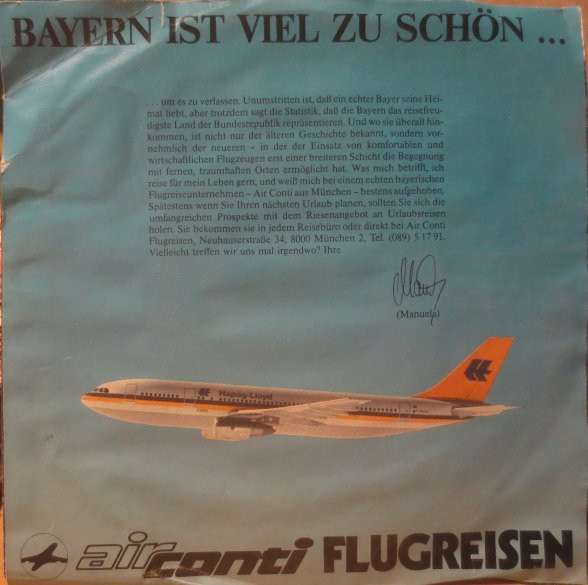 BAYERN IST VIEL ZU SCHÖN ...
... um es zu verlassen. Unumstritten ist, daß ein echter Bayer seine Hei-
mat liebt, aber trotzdem sagt die Statistik, daß die Bayern das reisefreu-
digste Land der Bundesrepublik repräsentieren. Und wo sie überall hin-
kommen, ist nicht nur der älteren Geschichte bekannt, sondern vor-
nehmlich der neueren – in der der Einsatz von komfortablen und
wirtschaftlichen Flugzeugen erst einer breiteren Schicht die Begegnung
mit fernen, traumhaften Orten ermöglicht hat. Was mich betrifft, ich
reise für mein Leben gern, und weiß mich bei einem echten bayerischen
Flugreiseunternehmen – Air Conti aus München – bestens aufgehoben.
Spätestens wenn Sie Ihren nächsten Urlaub planen, sollten Sie sich die
umfangreichen Prospekte mit dem Riesenangebot an Urlaubsreisen
holen. Sie bekommen sie in jedem Reisebüro oder direkt bei Air Conti
Flugreisen, Neuhauserstraße 34, 8000 München 2, Tel. (089) 5 17 91.
Vielleicht treffen wir uns mal irgendwo? Ihre
(Manuela)
Hapag-Lloyd
air conti FLUGREISEN